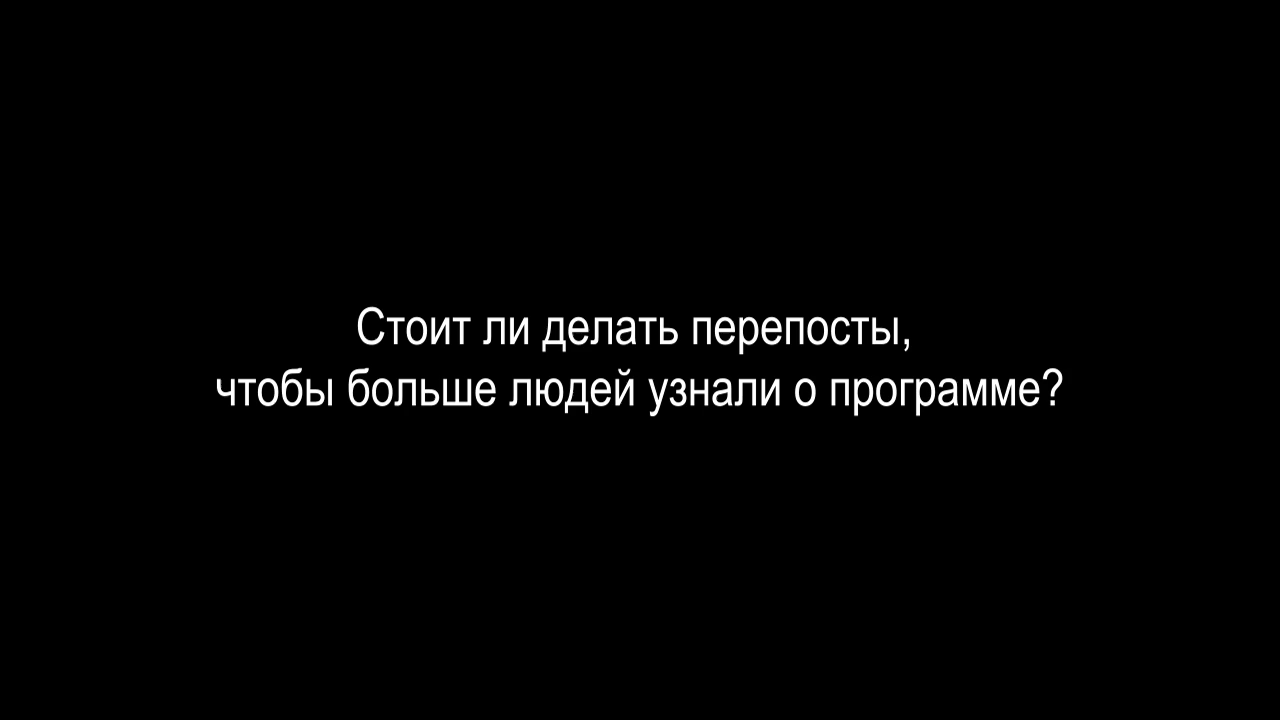 Стоит ли делать перепосты,
чтобы больше людей узнали о программе?